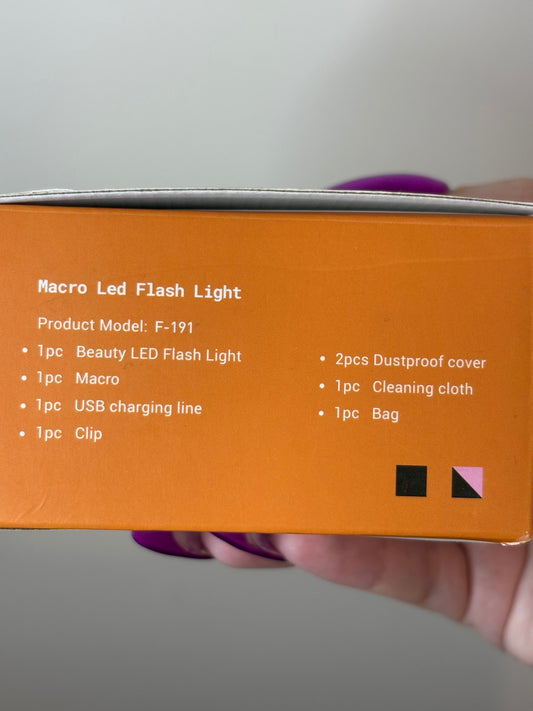 Macro Led Flash Light
Product Model: F-191
• 1pc Beauty LED Flash Light
• 1pc Macro
• 1pc USB charging line
• 1pc Clip
• 2pcs Dustproof cover
• 1pc Cleaning cloth
• 1pc Bag